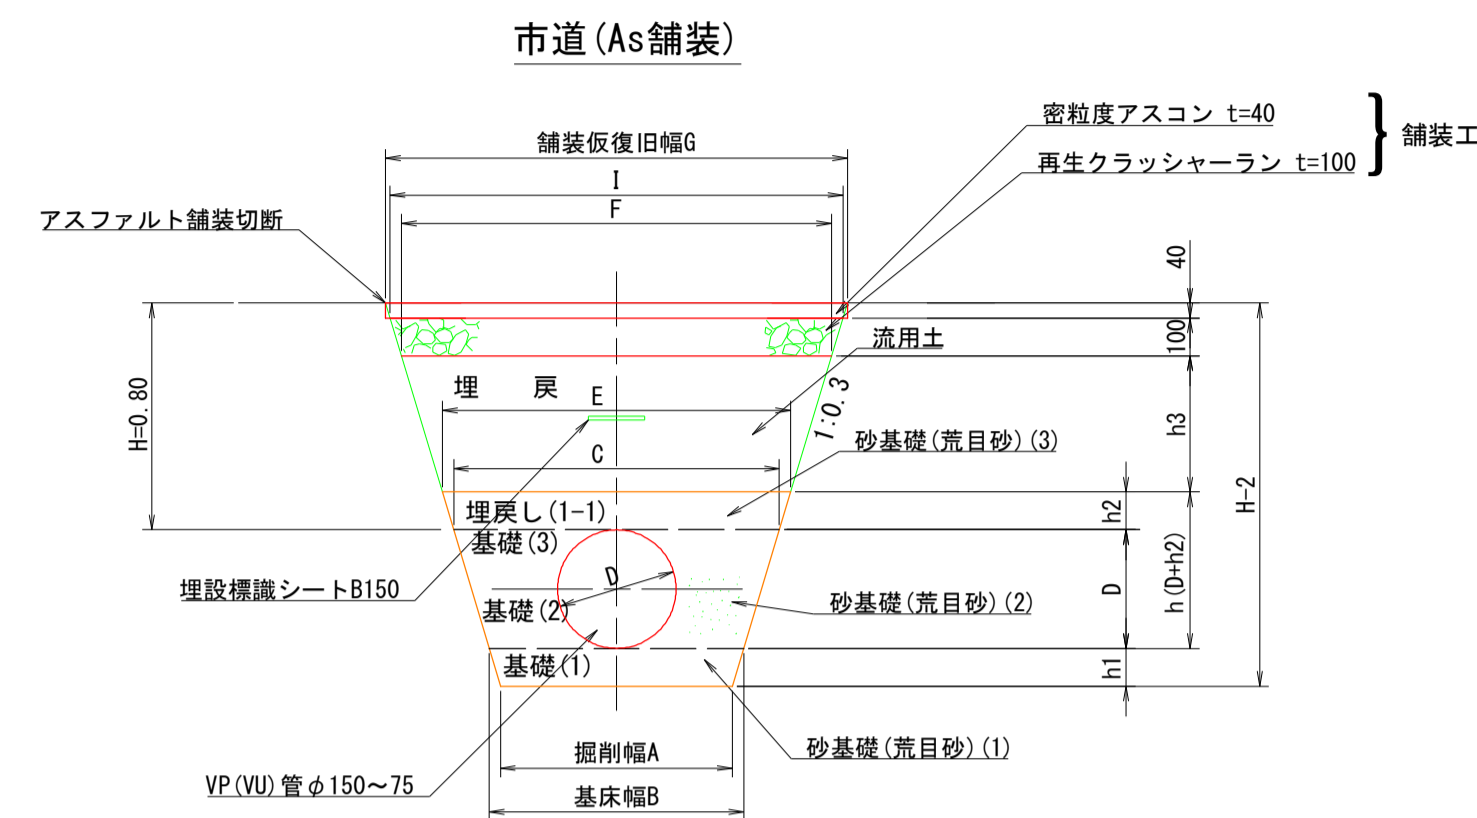 市道(As舗装)
密粒度アスコン t=40
再生クラッシャーラン t=100
} 舗装工
舗装仮復旧幅G
I
F
アスファルト舗装切断
40
100
流用土
埋 戻
E
1:0.3
H=0.80
h3
C
砂基礎(荒目砂)(3)
H-2
埋戻し(1-1)
h2
基礎(3)
D
h(D+h2)
D
埋設標識シートB150
基礎(2)
砂基礎(荒目砂)(2)
基礎(1)
h1
掘削幅A
砂基礎(荒目砂)(1)
VP(VU)管φ150～75
基床幅B